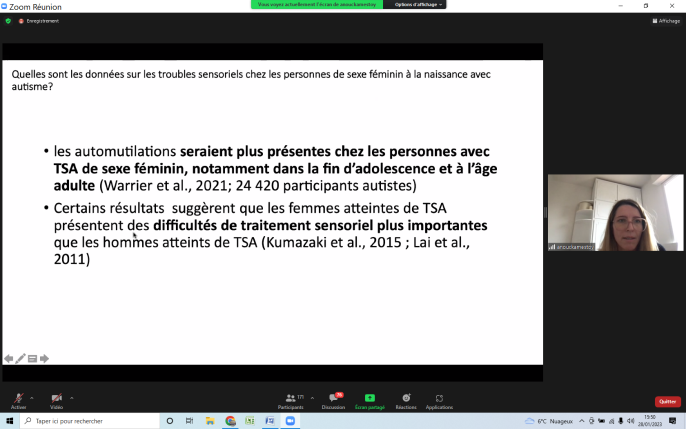 Zoom Réunion
Vous voyez actuellement l'écran de anouckamestoy
Options d'affichage
Enregistrement
Affichage
Quelles sont les données sur les troubles sensoriels chez les personnes de sexe féminin à la naissance avec
autisme?
• les automutilations seraient plus présentes chez les personnes avec
TSA de sexe féminin, notamment dans la fin d'adolescence et à l'âge
adulte (Warrier et al., 2021; 24 420 participants autistes)
• Certains résultats suggèrent que les femmes atteintes de TSA
présentent des difficultés de traitement sensoriel plus importantes
que les hommes atteints de TSA (Kumazaki et al., 2015 ; Lai et al.,
2011)
anouckamestoy
Activer
Vidéo
171
Participants
Discussion
Écran partagé
Réactions
Applications
Quitter
Taper ici pour rechercher
6°C Nuageux
15:50
28/01/2023